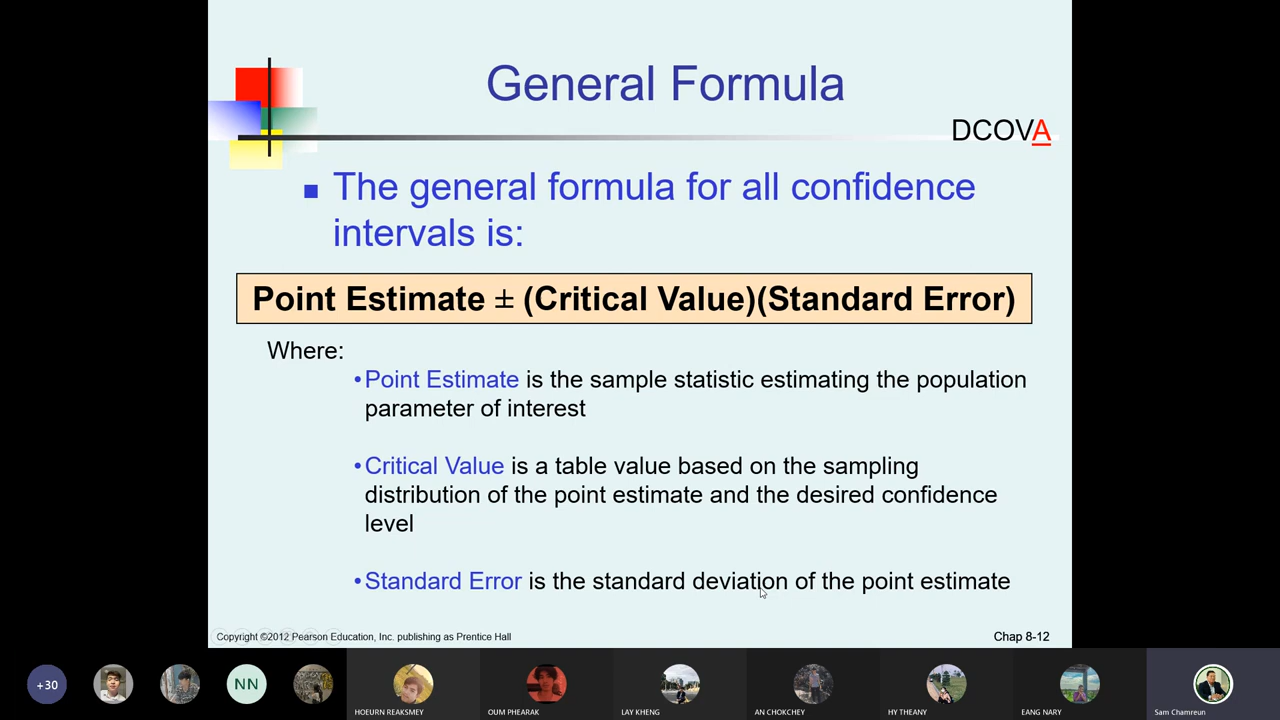 General Formula
DCOVA
■ The general formula for all confidence
intervals is:
Point Estimate ± (Critical Value)(Standard Error)
Where:
•Point Estimate is the sample statistic estimating the population
parameter of interest
•Critical Value is a table value based on the sampling
distribution of the point estimate and the desired confidence
level
•Standard Error is the standard deviation of the point estimate
Copyright ©2012 Pearson Education, Inc. publishing as Prentice Hall
Chap 8-12
+30
NN
HOEURN REAKSMEY
OUM PHEARAK
LAY KHENG
AN CHOKCHEY
HY THEANY
EANG NARY
Sam Chamreun